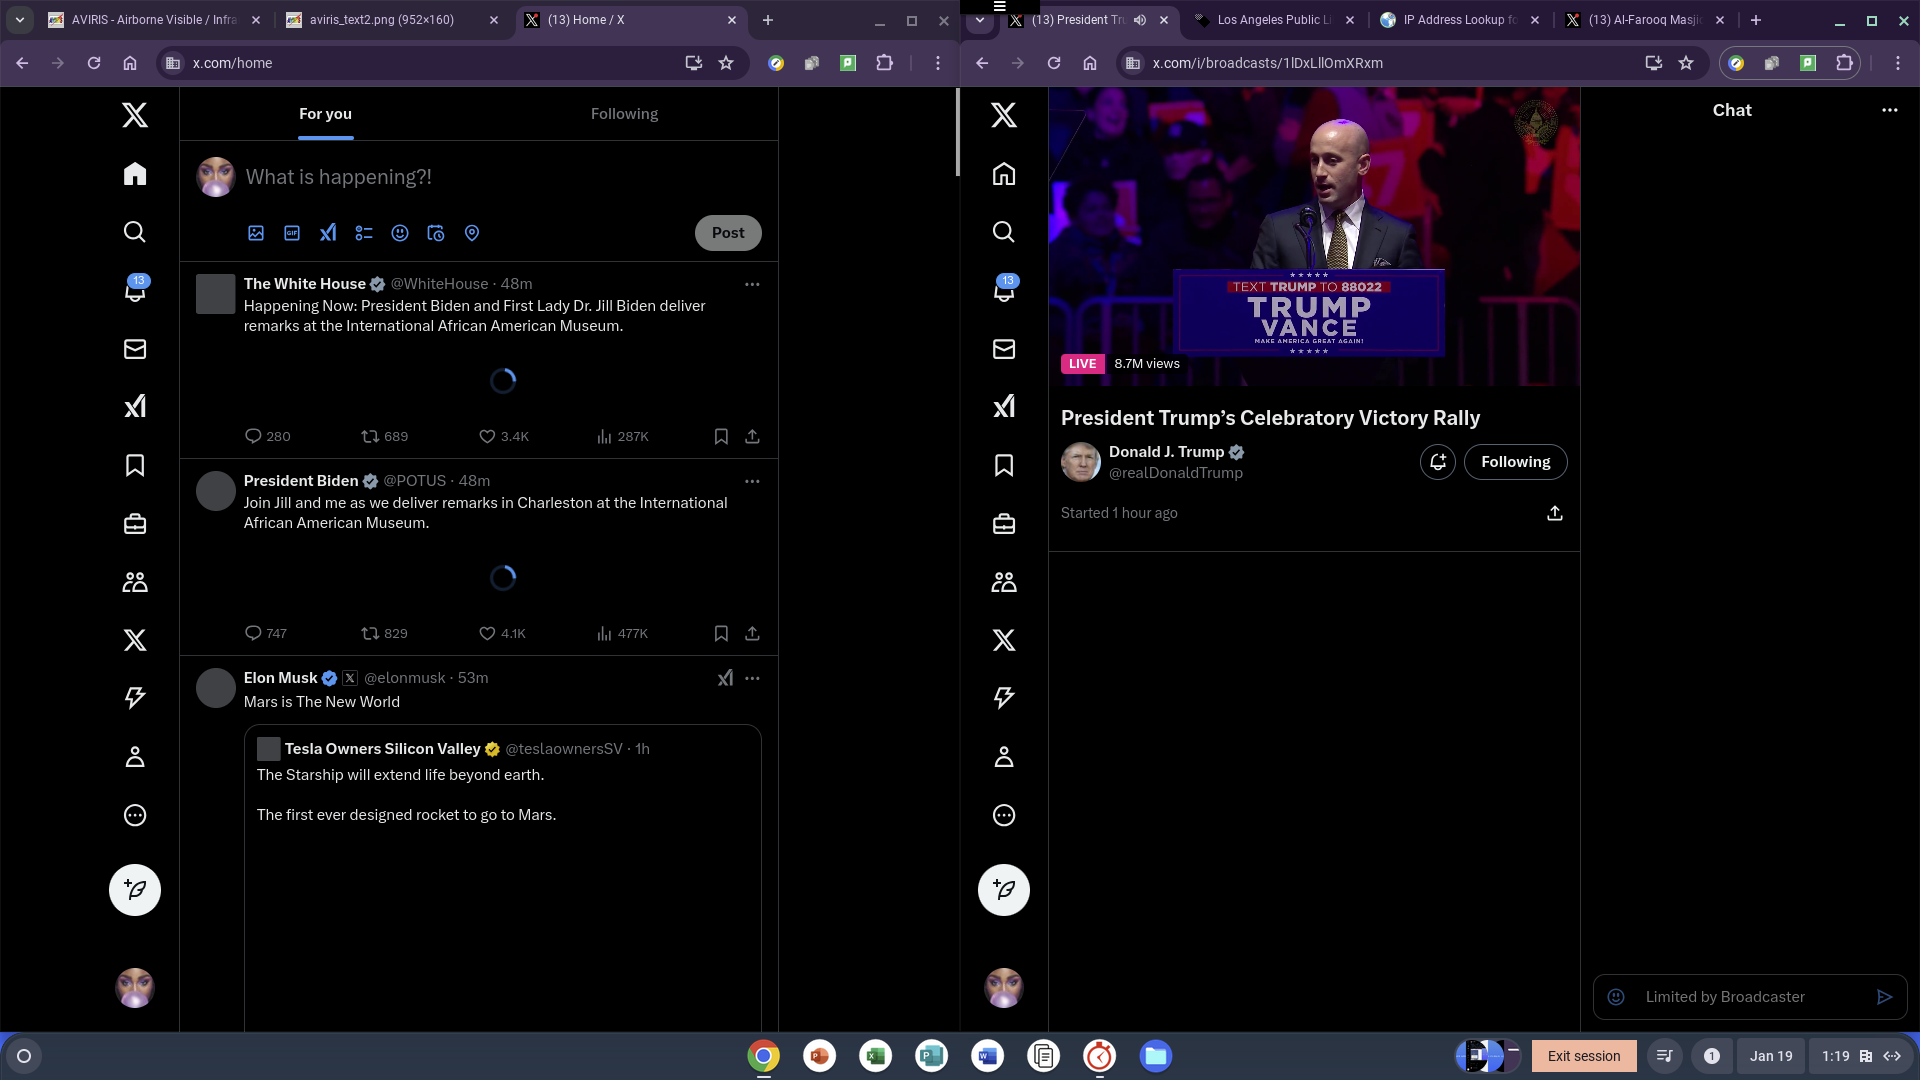 AVIRIS - Airborne Visible / Infra
aviris_text2.png (952×160)
(13) Home / X
x.com/home
For you
Following
What is happening?!
GIF
Post
13
The White House @WhiteHouse · 48m
Happening Now: President Biden and First Lady Dr. Jill Biden deliver
remarks at the International African American Museum.
280
689
3.4K
287K
President Biden @POTUS · 48m
Join Jill and me as we deliver remarks in Charleston at the International
African American Museum.
747
829
4.1K
477K
Elon Musk @elonmusk · 53m
Mars is The New World
Tesla Owners Silicon Valley @teslaownersSV · 1h
The Starship will extend life beyond earth.
The first ever designed rocket to go to Mars.
(13) President Tru
Los Angeles Public Li
IP Address Lookup fo
(13) Al-Farooq Masjid
x.com/i/broadcasts/1lDxLllOmXRxm
13
TEXT TRUMP TO 88022
TRUMP
VANCE
MAKE AMERICA GREAT AGAIN!
LIVE
8.7M views
President Trump’s Celebratory Victory Rally
Donald J. Trump
@realDonaldTrump
Following
Started 1 hour ago
Chat
Limited by Broadcaster
Exit session
1
Jan 19
1:19